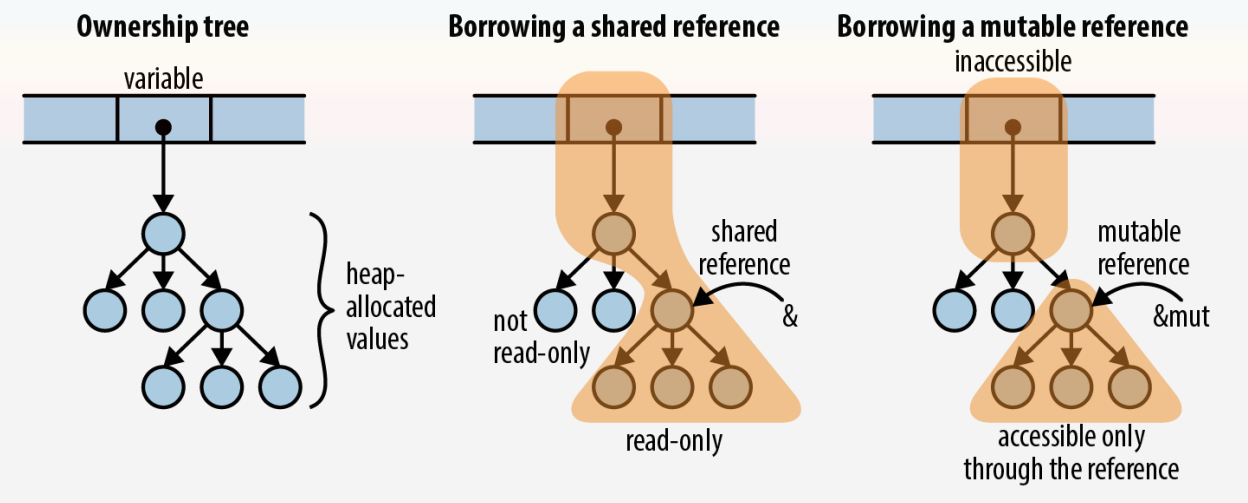 Ownership tree
variable
heap-
allocated
values
Borrowing a shared reference
shared
reference
&
not
read-only
read-only
Borrowing a mutable reference
inaccessible
mutable
reference
&mut
accessible only
through the reference